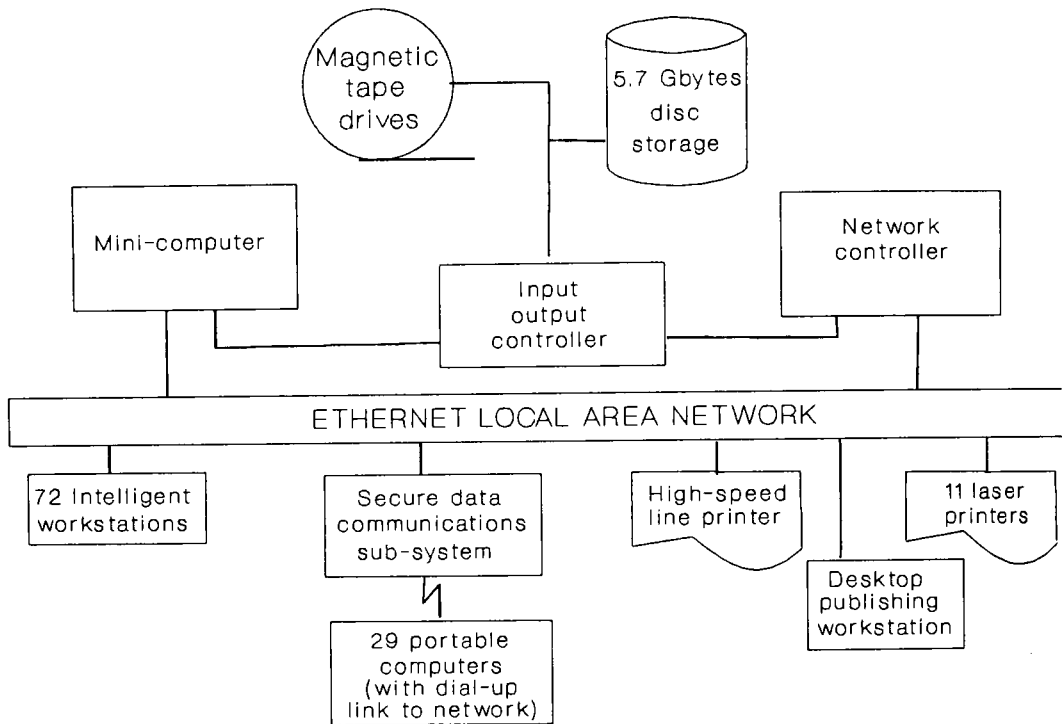 Magnetic
tape
drives
5.7 Gbytes
disc
storage
Mini-computer
Network
controller
Input
output
controller
ETHERNET LOCAL AREA NETWORK
72 Intelligent
workstations
Secure data
communications
sub-system
High-speed
line printer
11 laser
printers
Desktop
publishing
workstation
29 portable
computers
(with dial-up
link to network)